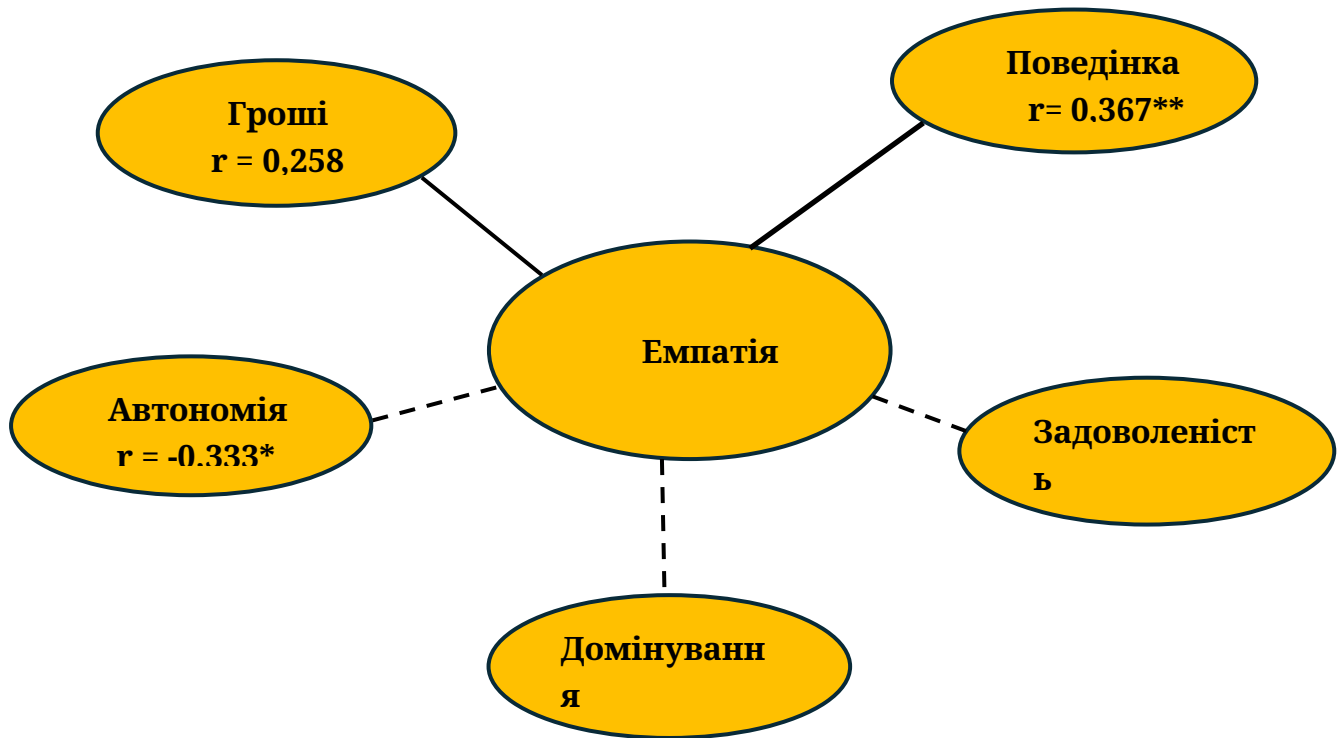 Поведінка
r= 0,367**
Гроші
r = 0,258
Емпатія
Автономія
r = -0,333*
Задоволеніст
ь
Домінуванн
я